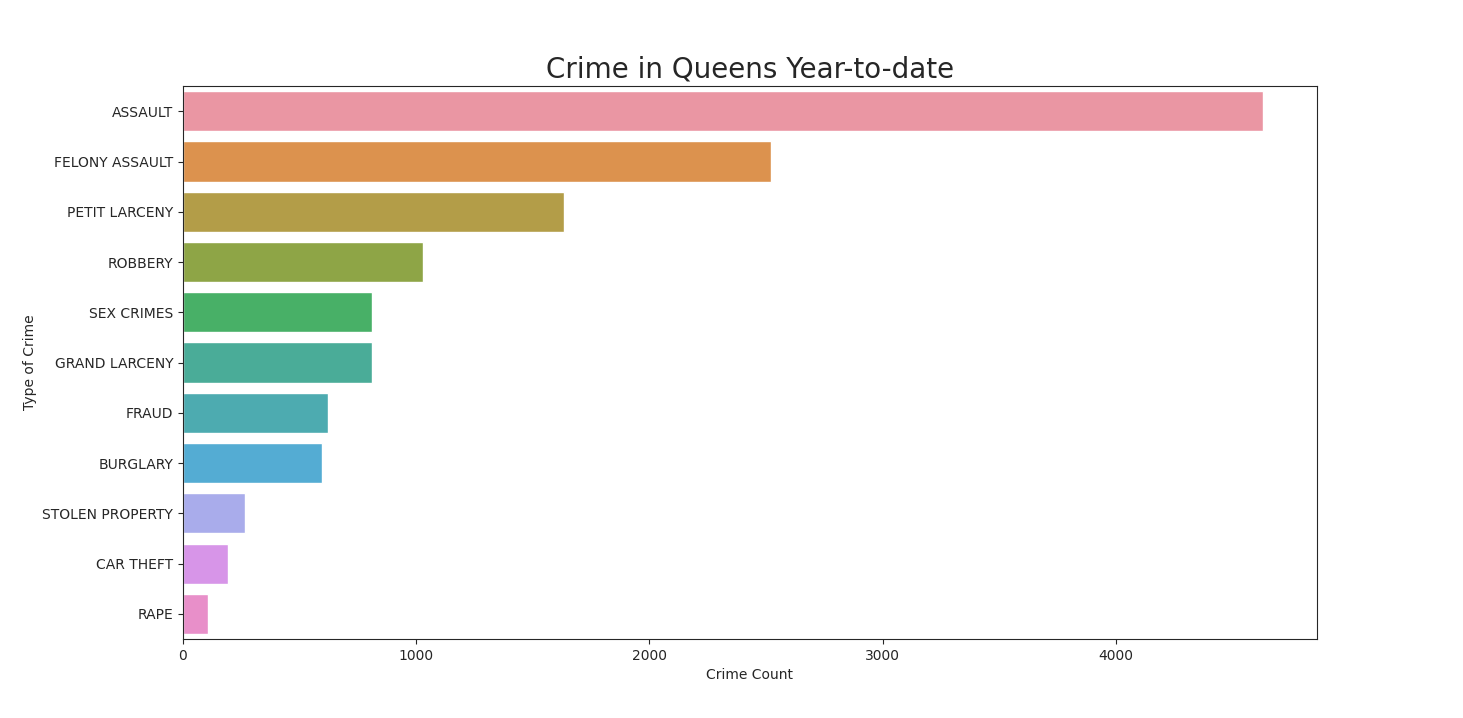 Crime in Queens Year-to-date
Type of Crime
ASSAULT
FELONY ASSAULT
PETIT LARCENY
ROBBERY
SEX CRIMES
GRAND LARCENY
FRAUD
BURGLARY
STOLEN PROPERTY
CAR THEFT
RAPE
0 1000 2000 3000 4000
Crime Count